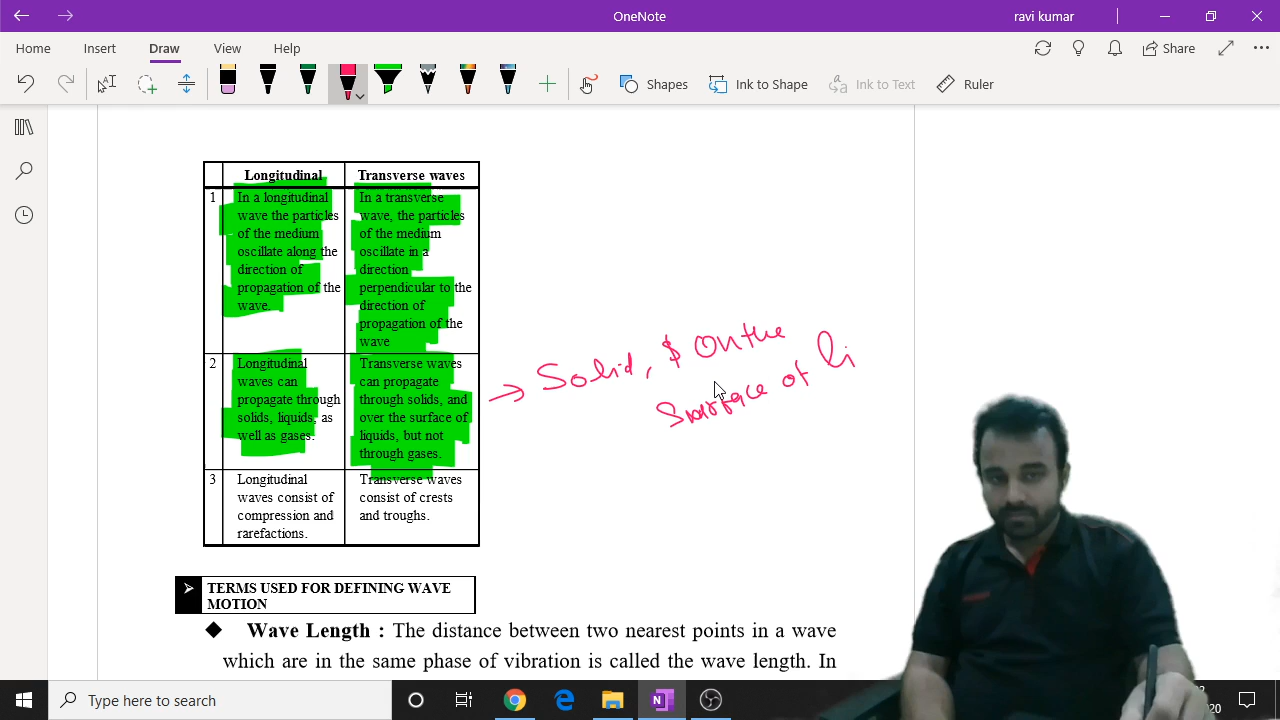 OneNote
ravi kumar
Home Insert Draw View Help
Share
Shapes
Ink to Shape
Ink to Text
Ruler
Longitudinal
Transverse waves
1
In a longitudinal
wave the particles
of the medium
oscillate along the
direction of
propagation of the
wave.
In a transverse
wave, the particles
of the medium
oscillate in a
direction
perpendicular to the
direction of
propagation of the
wave
2
Longitudinal
waves can
propagate through
solids, liquids, as
well as gases.
Transverse waves
can propagate
through solids, and
over the surface of
liquids, but not
through gases.
3
Longitudinal
waves consist of
compression and
rarefactions.
Transverse waves
consist of crests
and troughs.
→ Solid, $ On the
Surface of li
➢ TERMS USED FOR DEFINING WAVE
MOTION
◆ Wave Length : The distance between two nearest points in a wave
which are in the same phase of vibration is called the wave length. In
Type here to search